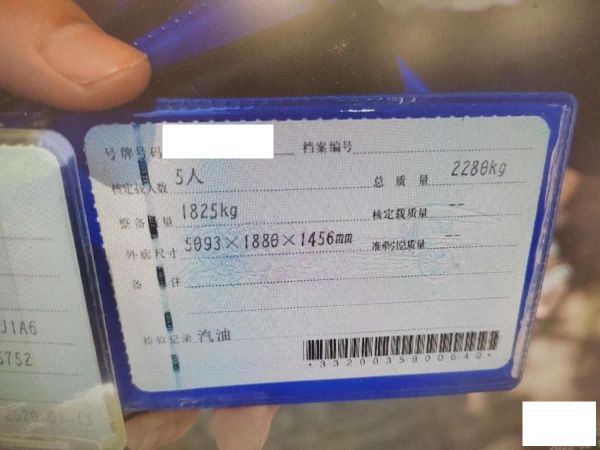 号牌号码 档案编号
核定载人数 5人 总质量 2280kg
整备质量 1825kg 核定载质量 --
外廓尺寸 5093×1880×1456mm 准牵引总质量 --
备注
检验记录 汽油
*3320035800640*
J1A6
6752
2020-01-13